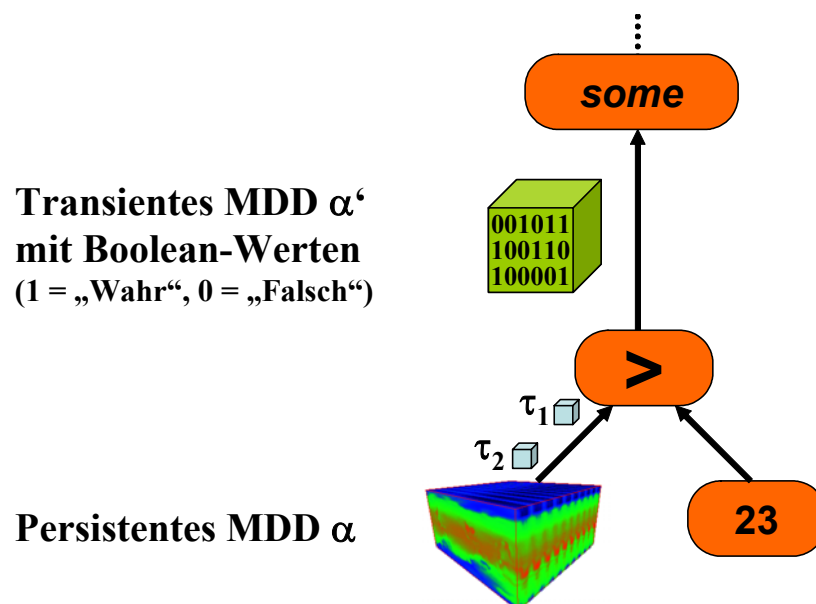 some
Transientes MDD α‘
mit Boolean-Werten
(1 = „Wahr“, 0 = „Falsch“)
001011
100110
100001
>
τ1
τ2
Persistentes MDD α
23